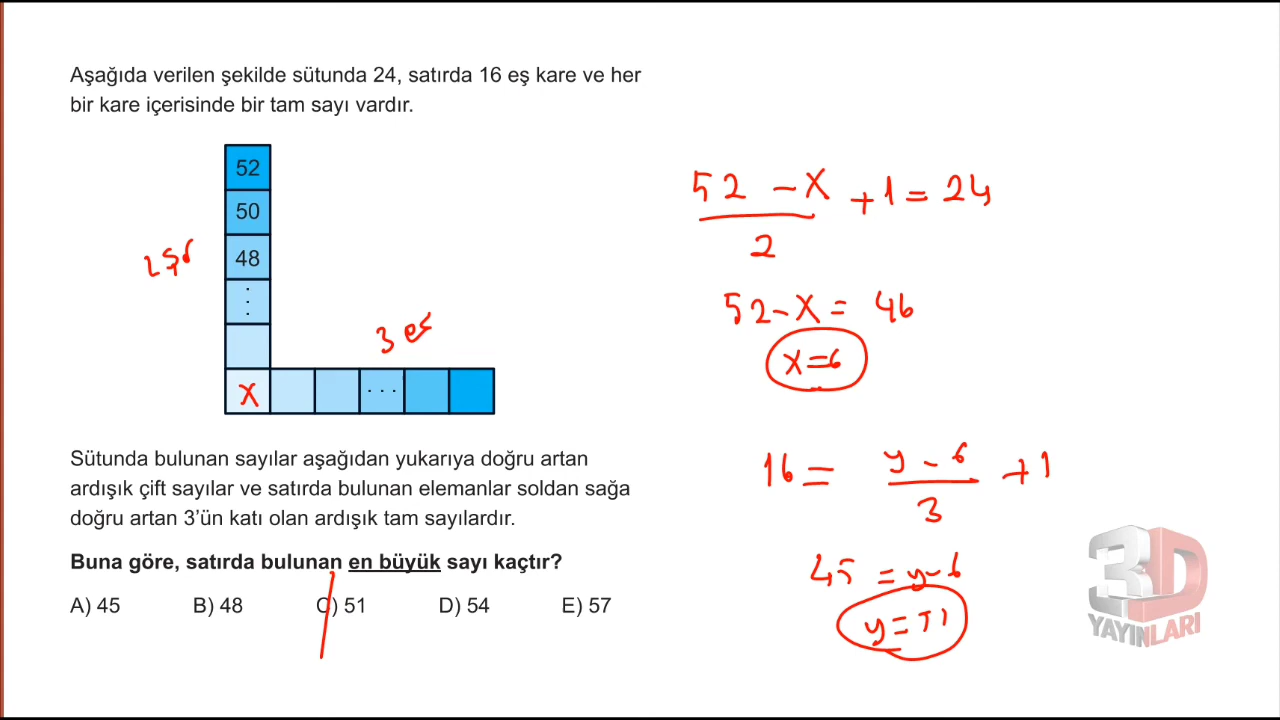 Aşağıda verilen şekilde sütunda 24, satırda 16 eş kare ve her
bir kare içerisinde bir tam sayı vardır.
52
50
48
3 eş
X
...
Sütunda bulunan sayılar aşağıdan yukarıya doğru artan
ardışık çift sayılar ve satırda bulunan elemanlar soldan sağa
doğru artan 3’ün katı olan ardışık tam sayılardır.
Buna göre, satırda bulunan en büyük sayı kaçtır?
A) 45 B) 48 C) 51 D) 54 E) 57
52 - X + 1 = 24
2
52 - X = 46
X = 6
16 = y - 6 + 1
3
45 = y - 6
y = 51
3D
YAYINLARI